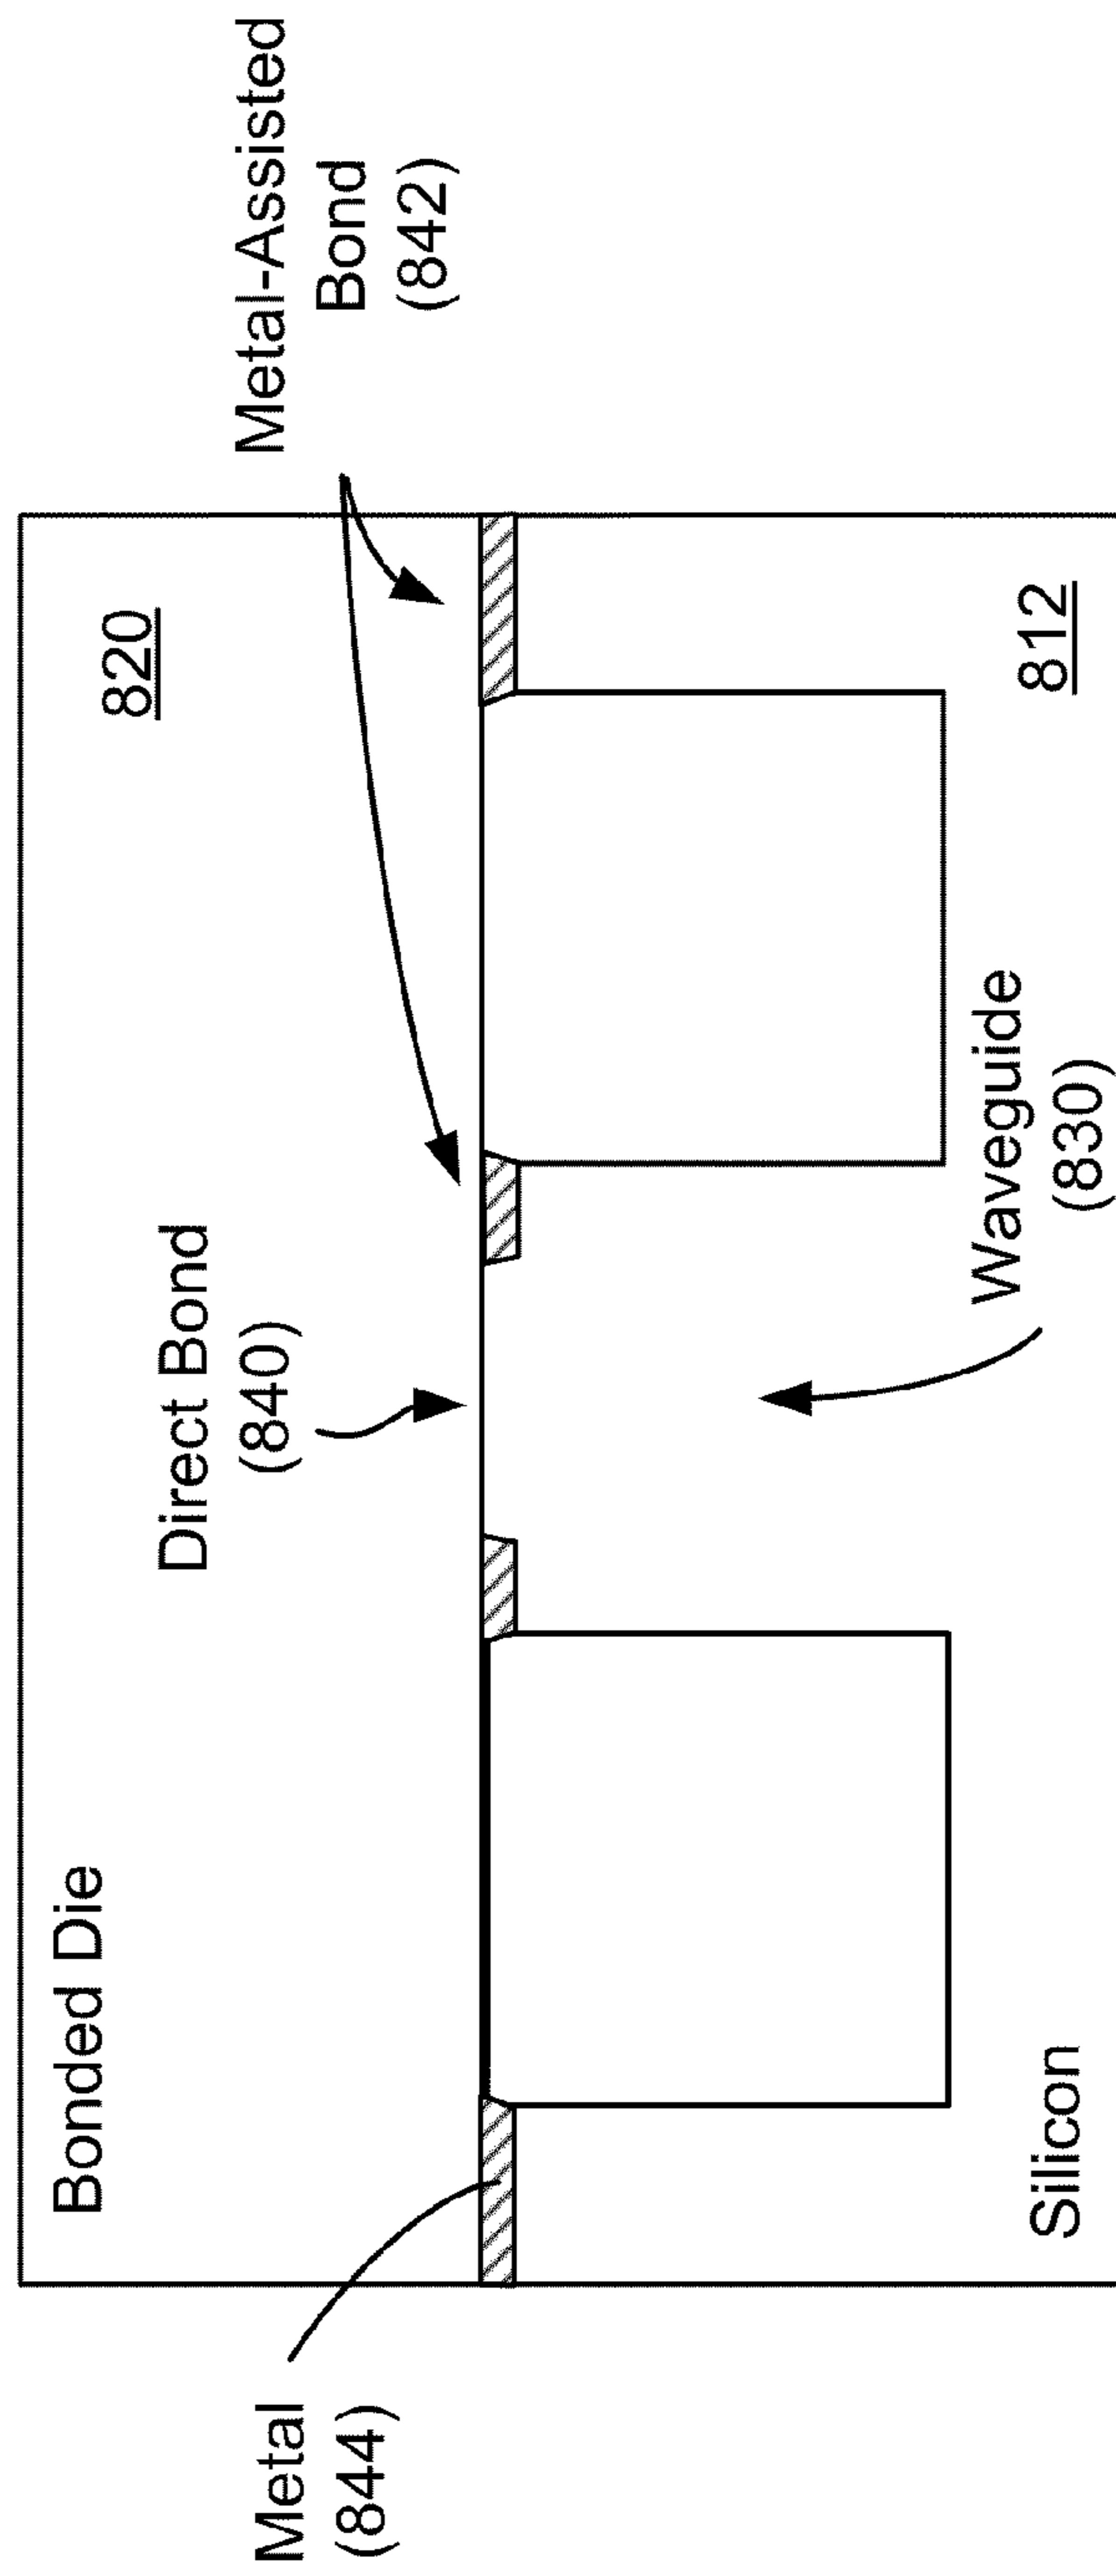 Bonded Die
820
Direct Bond
(840)
Metal-Assisted
Bond
(842)
Metal
(844)
Waveguide
(830)
Silicon
812